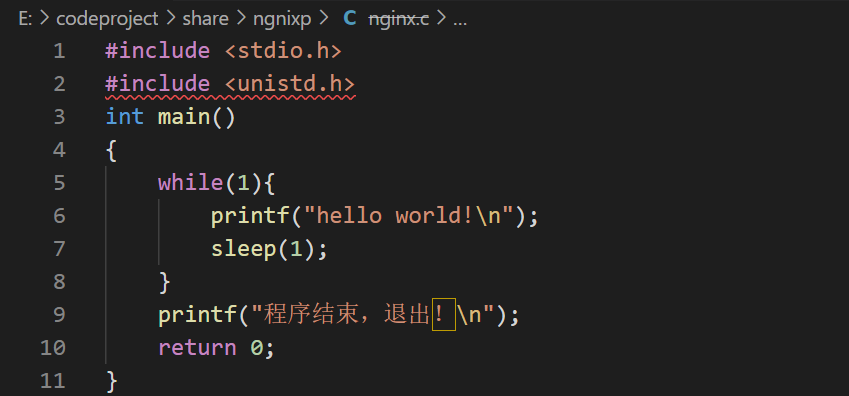 E: > codeproject > share > ngnixp > C nginx.c > ...
1 #include <stdio.h>
2 #include <unistd.h>
3 int main()
4 {
5     while(1){
6         printf("hello world!\n");
7         sleep(1);
8     }
9     printf("程序结束，退出！\n");
10     return 0;
11 }